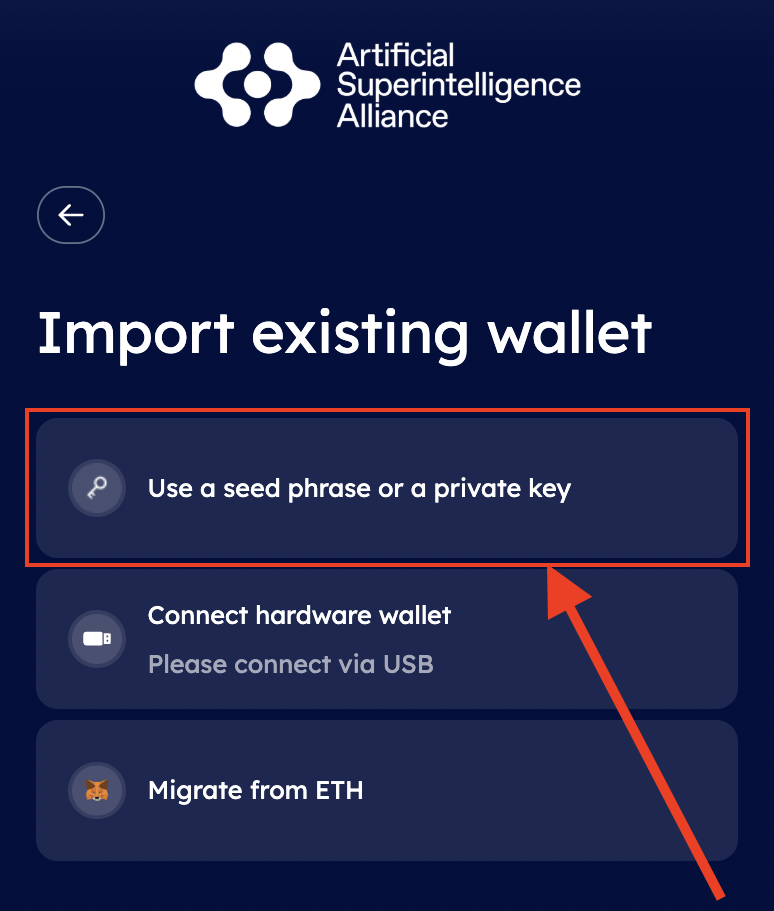 Artificial
Superintelligence
Alliance
Import existing wallet
Use a seed phrase or a private key
Connect hardware wallet
Please connect via USB
Migrate from ETH